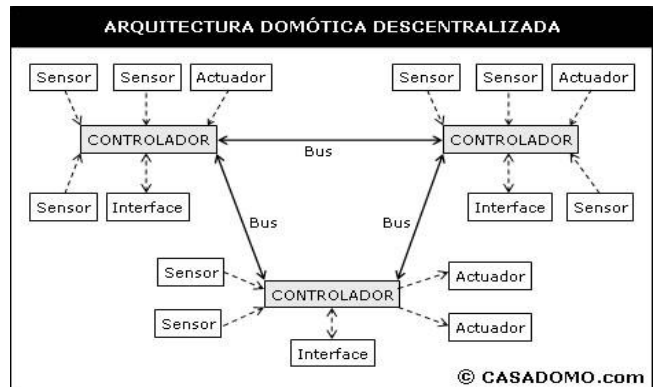 ARQUITECTURA DOMÓTICA DESCENTRALIZADA
Sensor Sensor Actuador Sensor Sensor Actuador
CONTROLADOR CONTROLADOR
Bus
Sensor Interface Interface Sensor
Bus Bus
Sensor Actuador
CONTROLADOR
Sensor Actuador
Interface
© CASADOMO.com